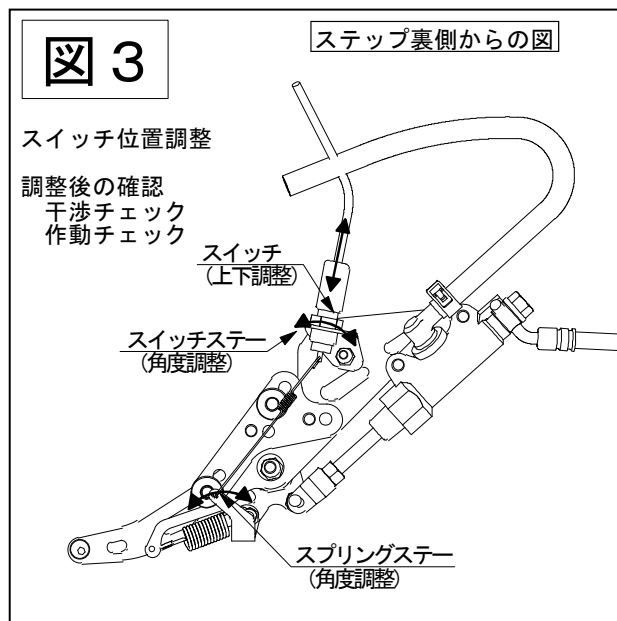 図３
ステップ裏側からの図
スイッチ位置調整
調整後の確認
干渉チェック
作動チェック
スイッチ
(上下調整)
スイッチステー
(角度調整)
スプリングステー
(角度調整)